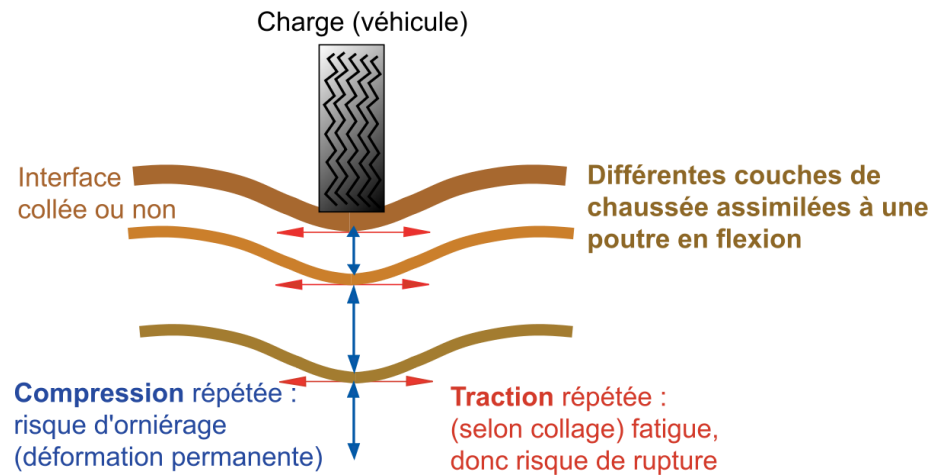 Charge (véhicule)
Interface
collée ou non
Différentes couches de
chaussée assimilées à une
poutre en flexion
Compression répétée :
risque d'orniérage
(déformation permanente)
Traction répétée :
(selon collage) fatigue,
donc risque de rupture